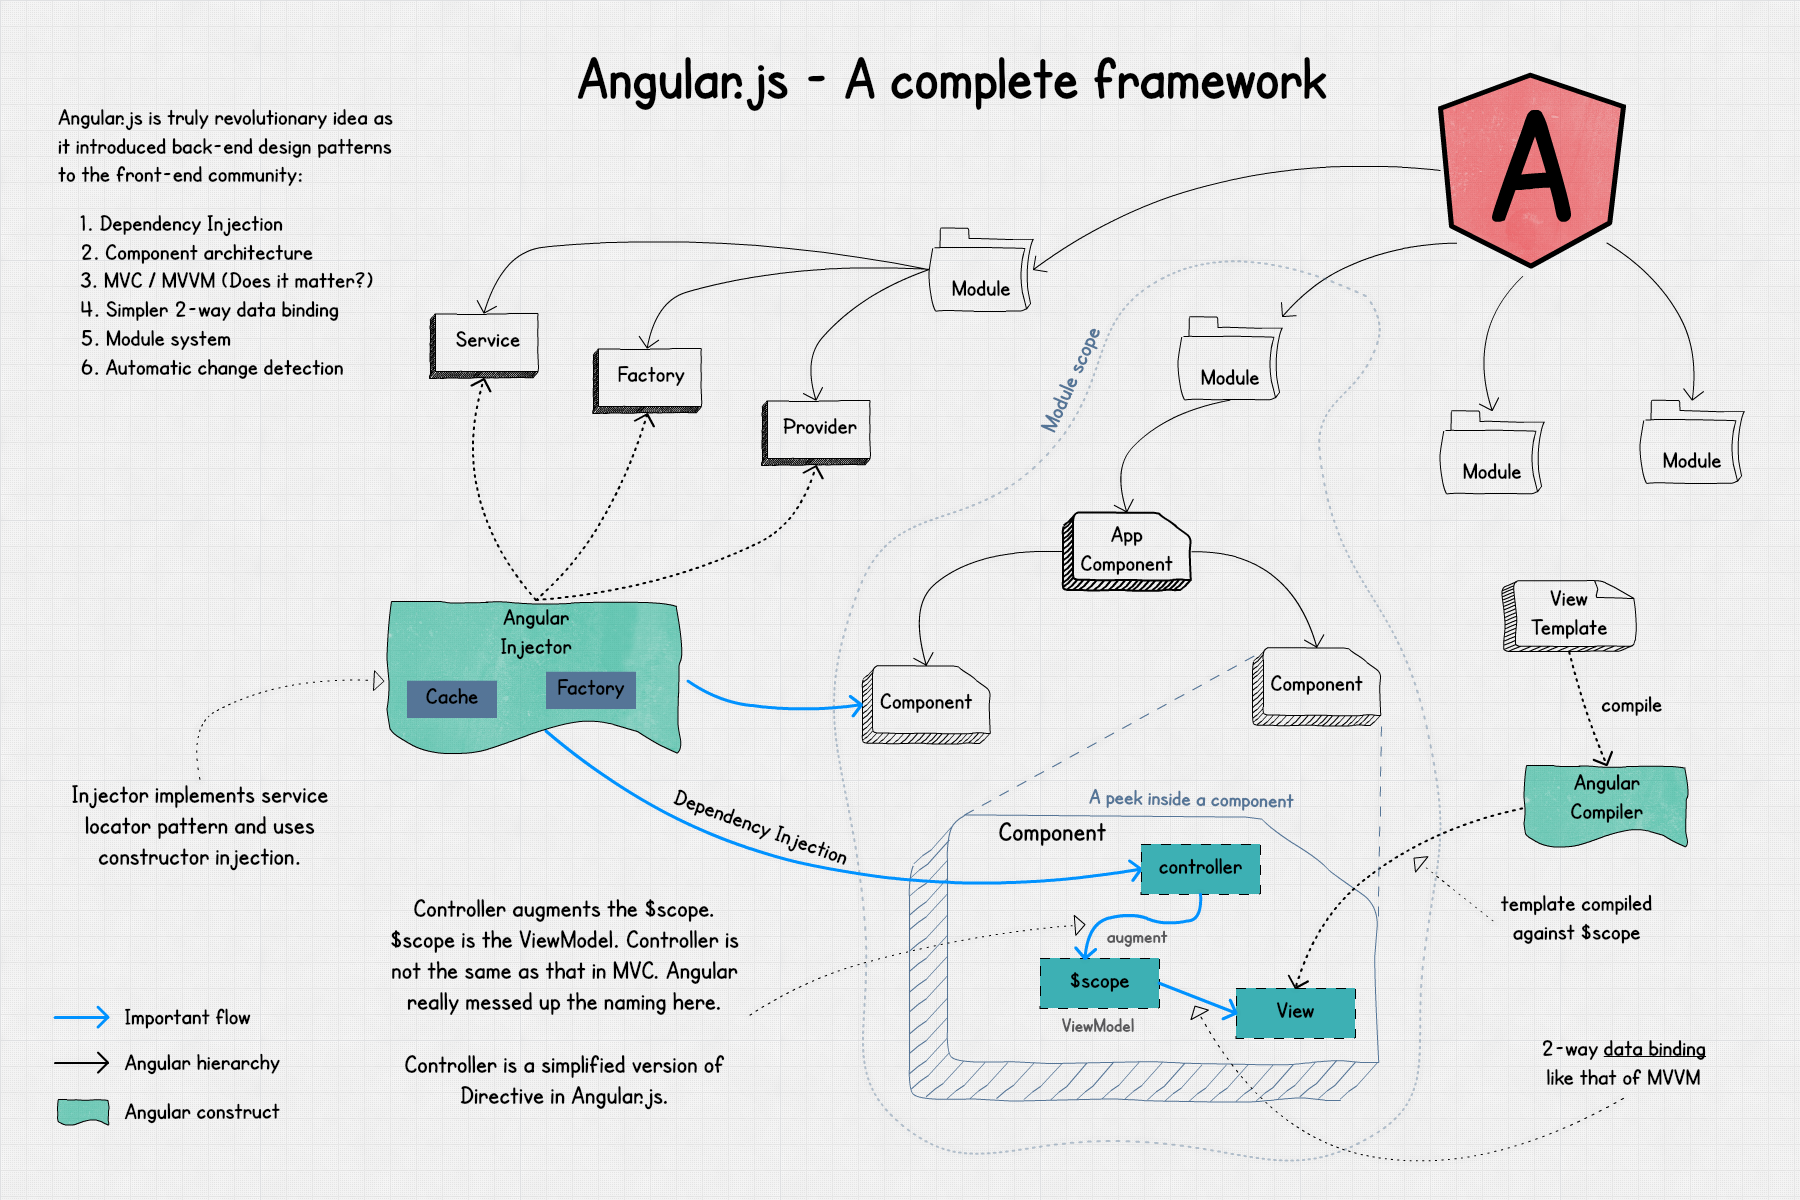 Angular.js - A complete framework
A
Angular.js is truly revolutionary idea as
it introduced back-end design patterns
to the front-end community:
1. Dependency Injection
2. Component architecture
3. MVC / MVVM (Does it matter?)
4. Simpler 2-way data binding
5. Module system
6. Automatic change detection
Module
Service
Factory
Provider
Module scope
Module
Module
Module
App
Component
Angular
Injector
Cache
Factory
Component
Component
View
Template
compile
Angular
Compiler
Injector implements service
locator pattern and uses
constructor injection.
Dependency Injection
A peek inside a component
Component
controller
augment
$scope
ViewModel
View
template compiled
against $scope
Controller augments the $scope.
$scope is the ViewModel. Controller is
not the same as that in MVC. Angular
really messed up the naming here.
Controller is a simplified version of
Directive in Angular.js.
2-way data binding
like that of MVVM
Important flow
Angular hierarchy
Angular construct